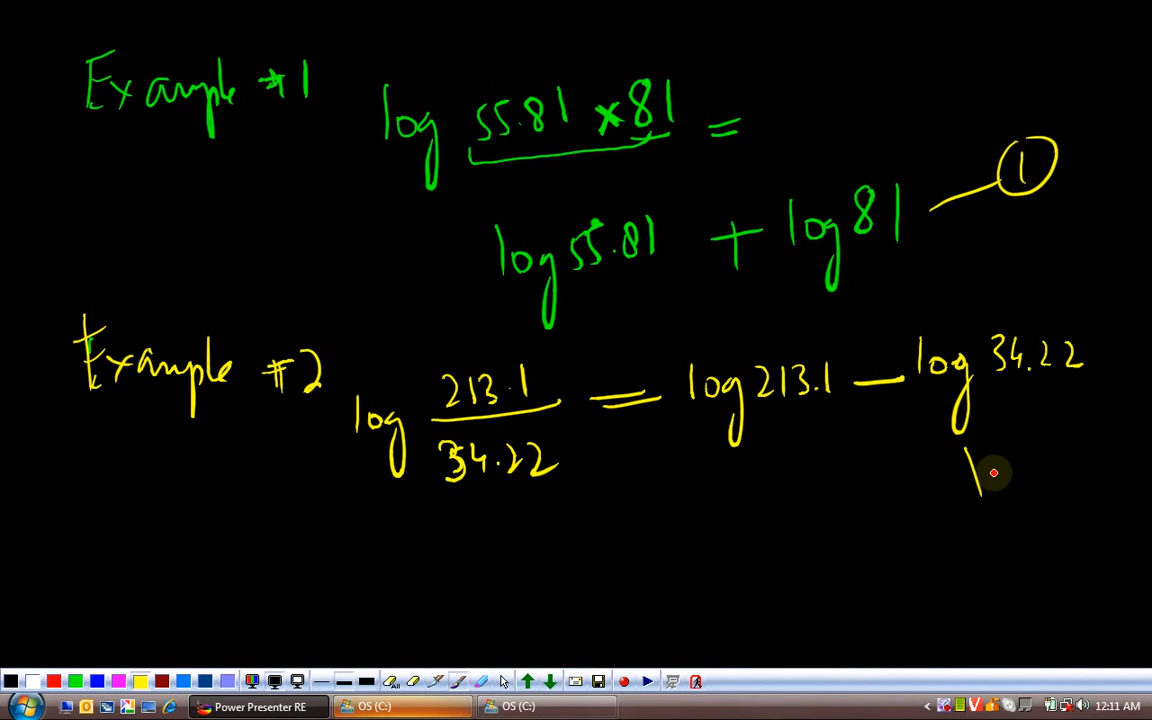 Example #1
log 55.81 × 81 =
log 55.81 + log 81
1
Example #2
log 213.1 / 34.22 = log 213.1 — log 34.22
Power Presenter RE
OS (C:)
OS (C:)
12:11 AM